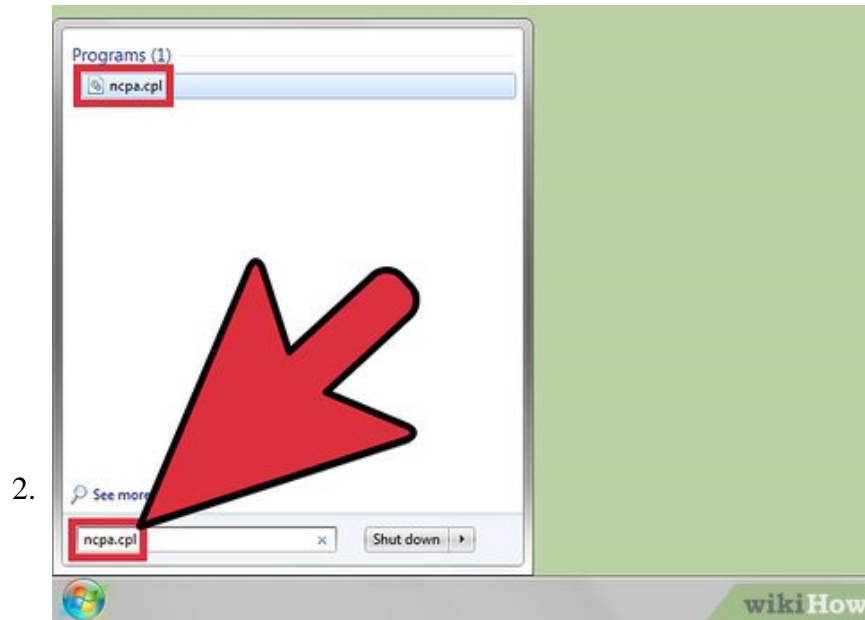 Programs (1)
ncpa.cpl
2.
See more
ncpa.cpl
Shut down
wikiHow